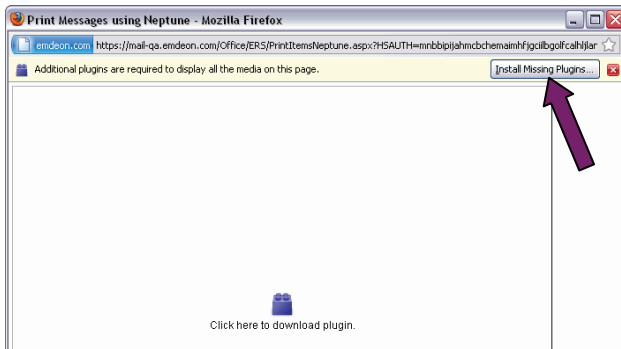 Print Messages using Neptune - Mozilla Firefox
emdeon.com https://mail-qa.emdeon.com/Office/ERS/PrintItemsNeptune.aspx?HSAUTH=mnbbipijahmcbchemaimhfjgciilbgolfcalhljlar
Additional plugins are required to display all the media on this page. Install Missing Plugins...
Click here to download plugin.